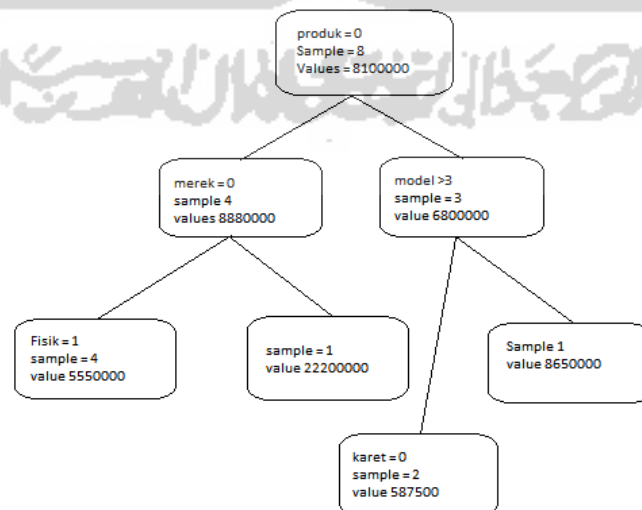 produk = 0
Sample = 8
Values = 8100000
merek = 0
sample 4
values 8880000
model >3
sample = 3
value 6800000
Fisik = 1
sample = 4
value 5550000
sample = 1
value 22200000
Sample 1
value 8650000
karet = 0
sample = 2
value 587500